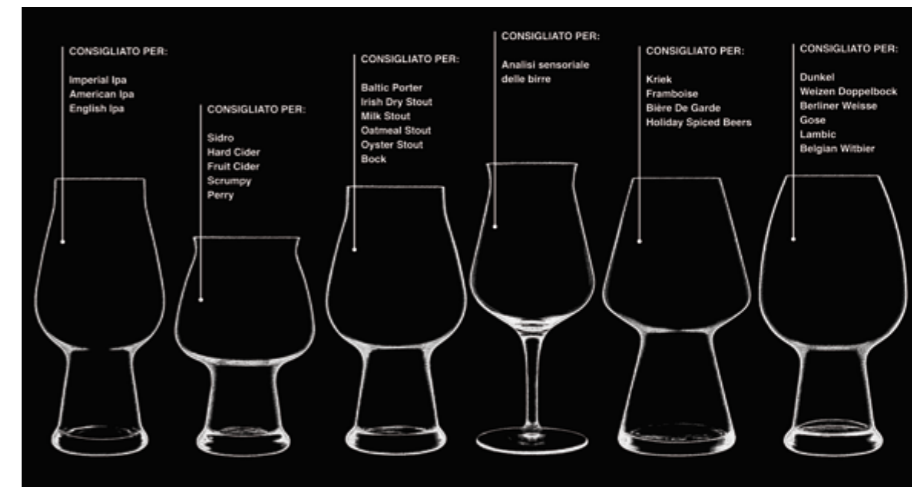 CONSIGLIATO PER:
Imperial Ipa
American Ipa
English Ipa
CONSIGLIATO PER:
Sidro
Hard Cider
Fruit Cider
Scrumpy
Perry
CONSIGLIATO PER:
Baltic Porter
Irish Dry Stout
Milk Stout
Oatmeal Stout
Oyster Stout
Bock
CONSIGLIATO PER:
Analisi sensoriale
delle birre
CONSIGLIATO PER:
Kriek
Framboise
Bière De Garde
Holiday Spiced Beers
CONSIGLIATO PER:
Dunkel
Weizen Doppelbock
Berliner Weisse
Gose
Lambic
Belgian Witbier